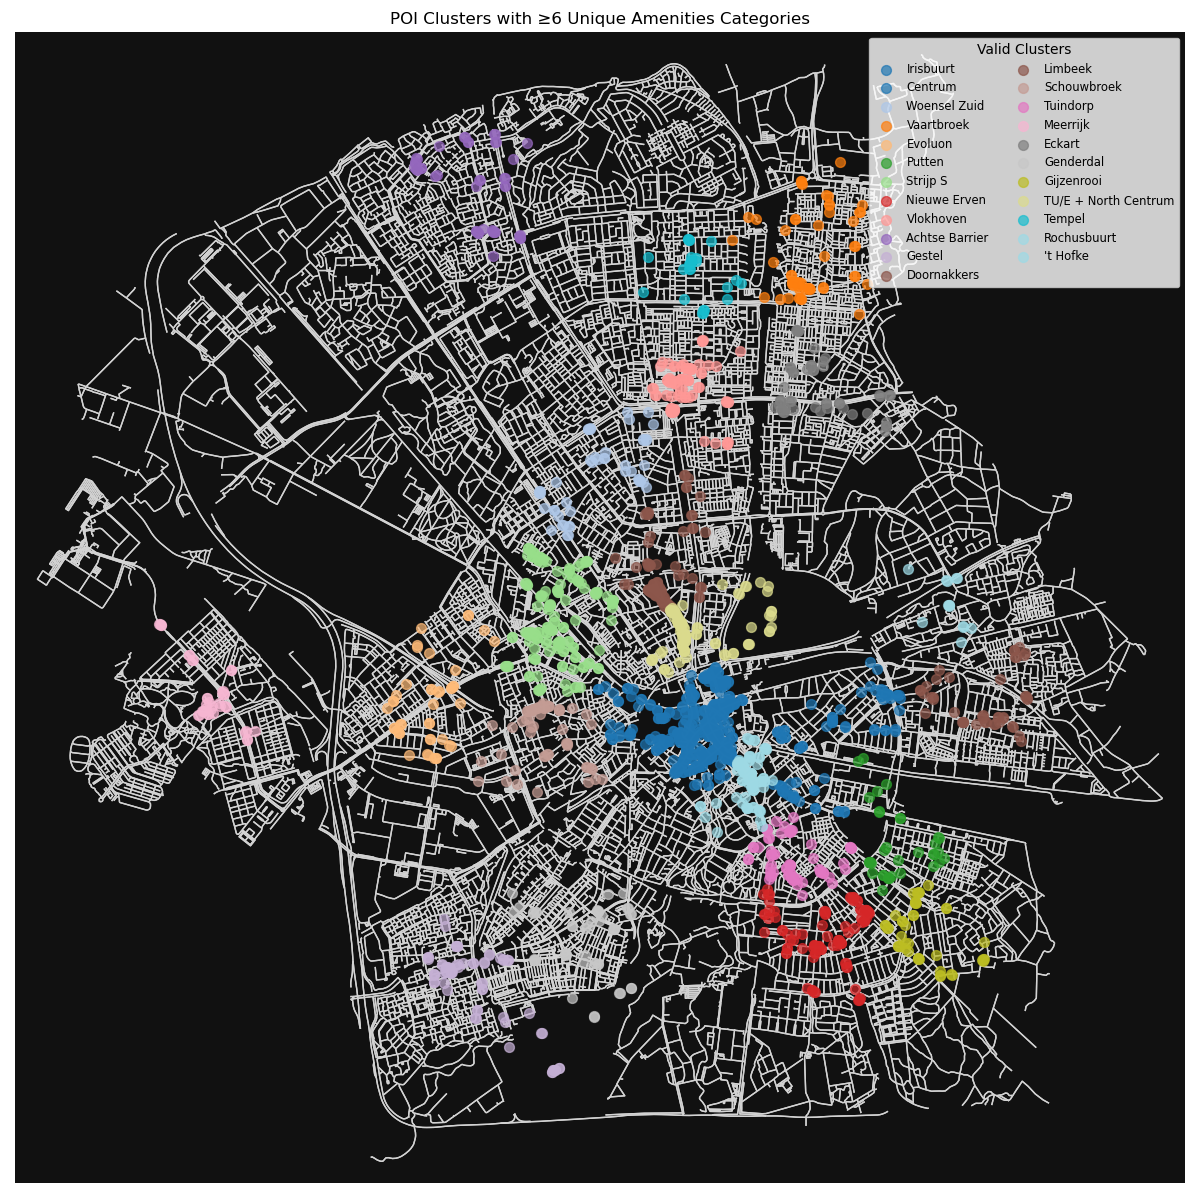 POI Clusters with ≥6 Unique Amenities Categories
Valid Clusters
Irisbuurt
Centrum
Woensel Zuid
Vaartbroek
Evoluon
Putten
Strijp S
Nieuwe Erven
Vlokhoven
Achtse Barrier
Gestel
Doornakkers
Limbeek
Schouwbroek
Tuindorp
Meerrijk
Eckart
Genderdal
Gijzenrooi
TU/E + North Centrum
Tempel
Rochusbuurt
't Hofke